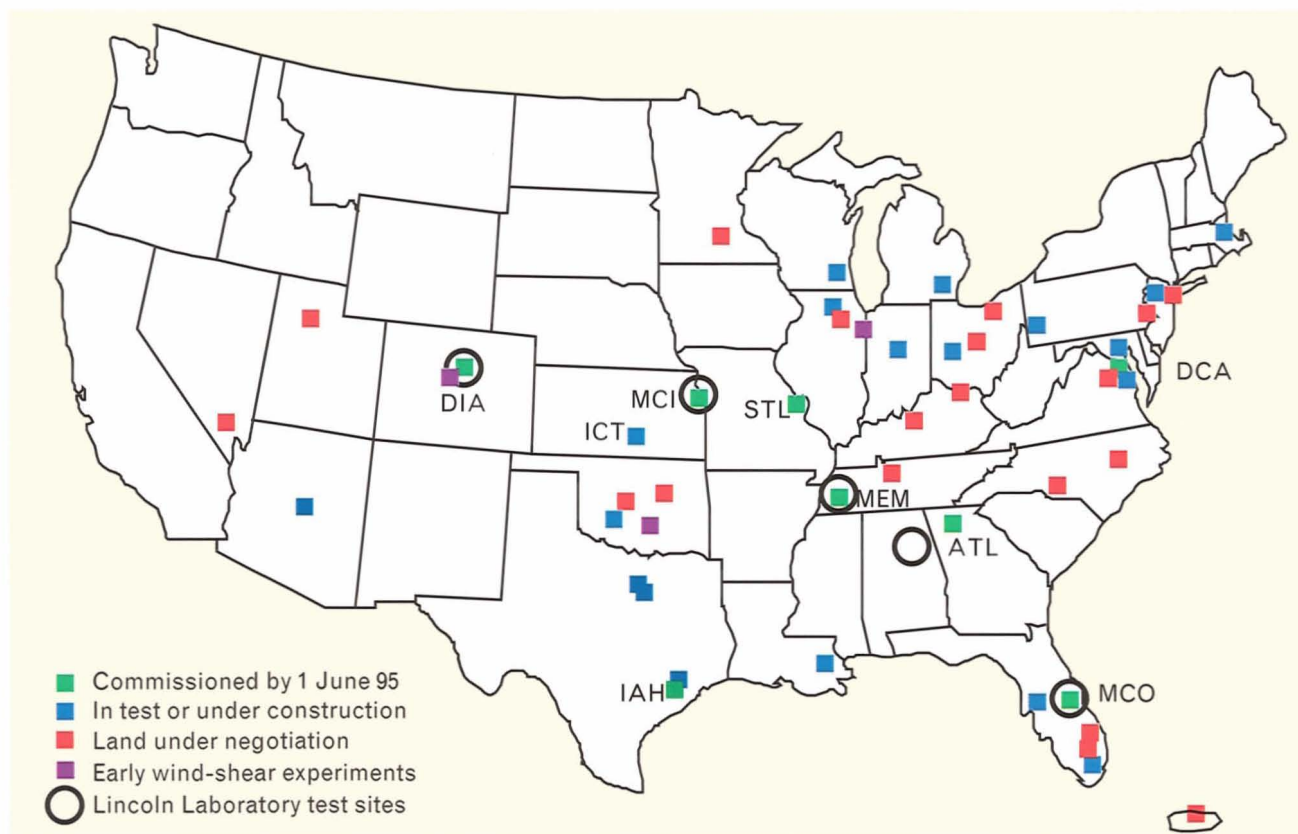 DCA
DIA
MCI
STL
ICT
MEM
ATL
IAH
MCO
Commissioned by 1 June 95
In test or under construction
Land under negotiation
Early wind-shear experiments
Lincoln Laboratory test sites